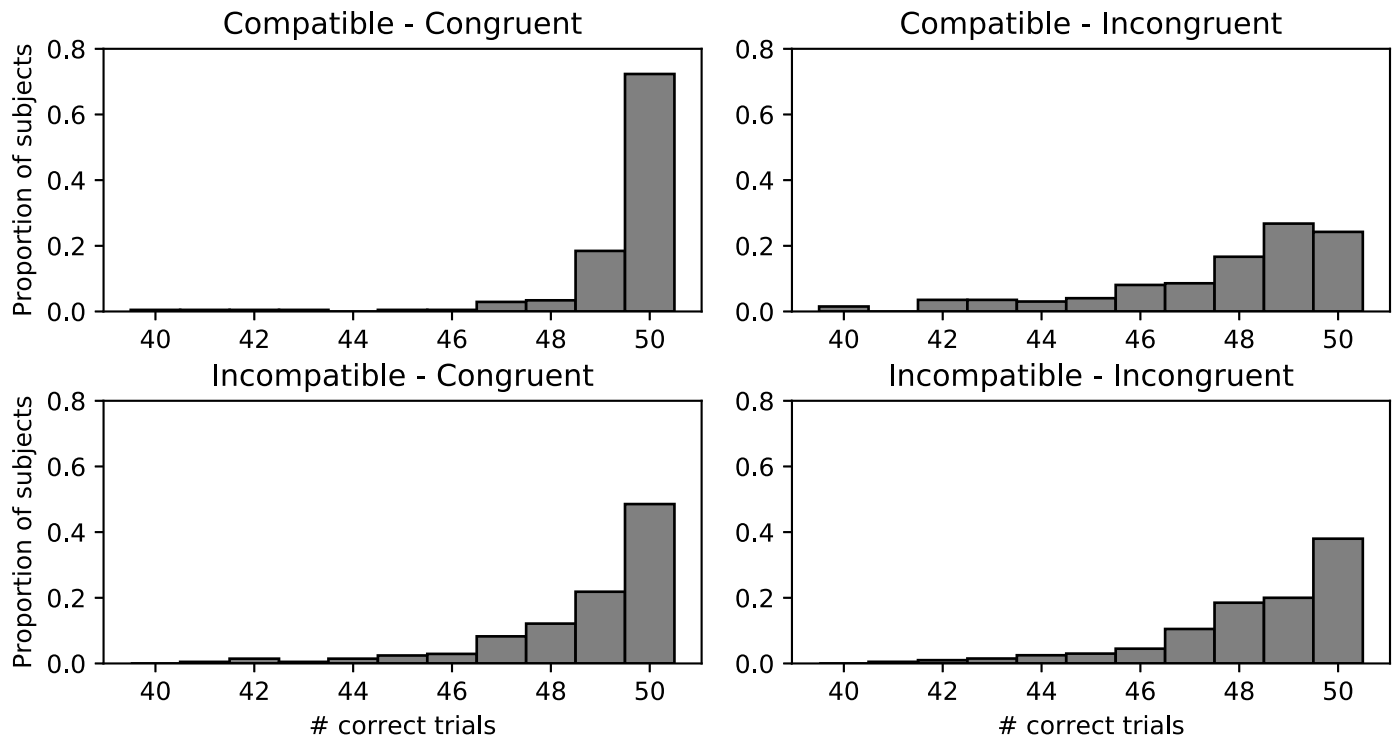 Compatible - Congruent
Proportion of subjects
0.8
0.6
0.4
0.2
0.0
40 42 44 46 48 50
Compatible - Incongruent
0.8
0.6
0.4
0.2
0.0
40 42 44 46 48 50
Incompatible - Congruent
Proportion of subjects
0.8
0.6
0.4
0.2
0.0
40 42 44 46 48 50
# correct trials
Incompatible - Incongruent
0.8
0.6
0.4
0.2
0.0
40 42 44 46 48 50
# correct trials